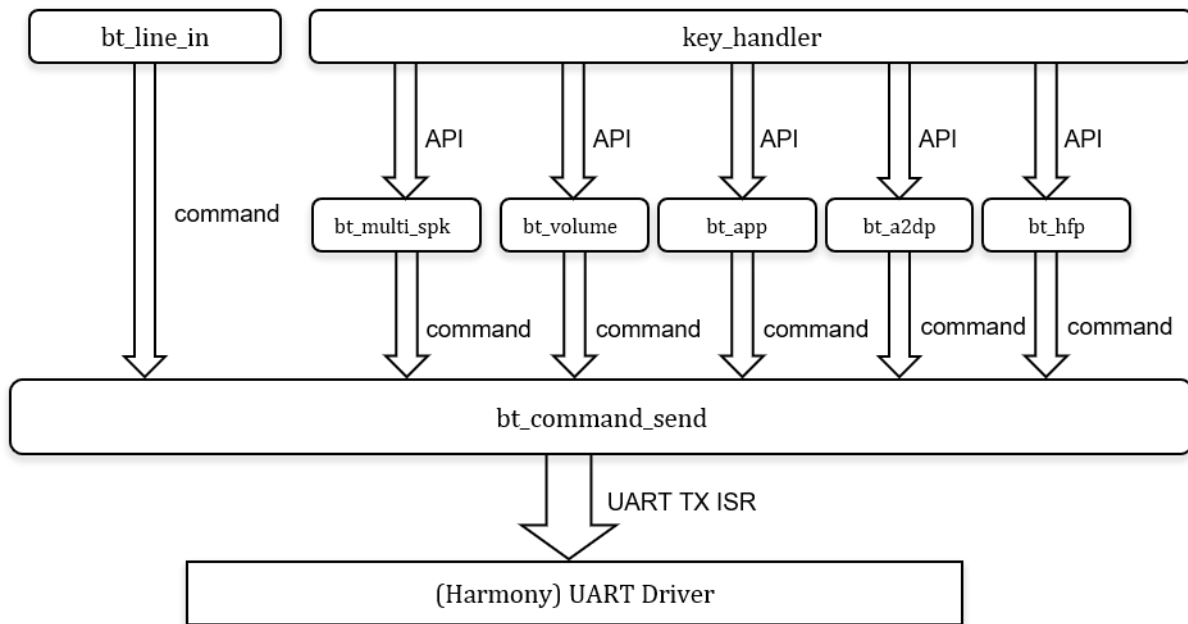 bt_line_in
key_handler
API
API
API
API
API
command
bt_multi_spk
bt_volume
bt_app
bt_a2dp
bt_hfp
command
command
command
command
command
bt_command_send
UART TX ISR
(Harmony) UART Driver